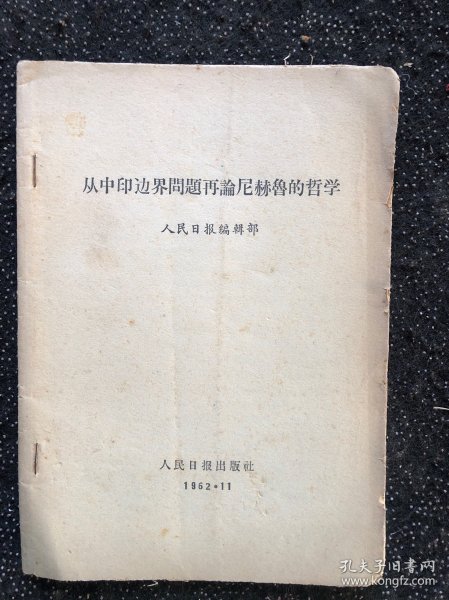 从中印边界問題再論尼赫魯的哲学
人民日报編輯部
人民日报出版社
1962·11
孔夫子旧书网
www.kongfz.com